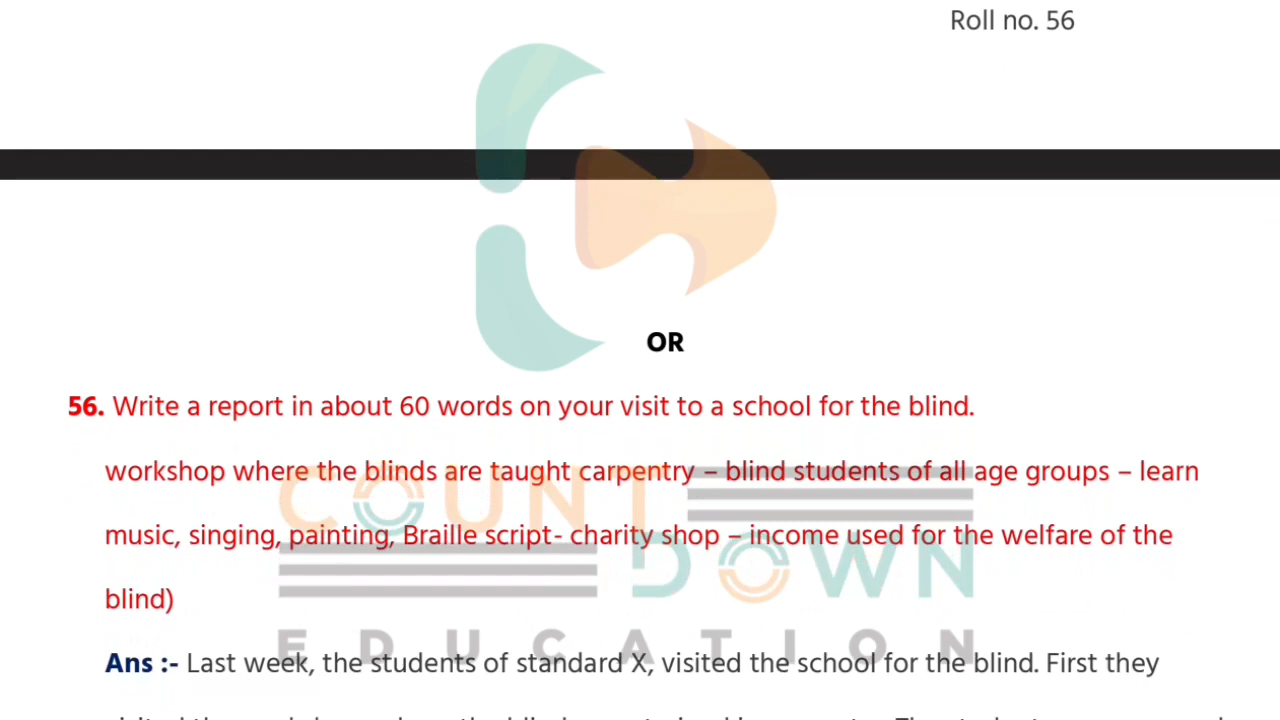 Roll no. 56
OR
56. Write a report in about 60 words on your visit to a school for the blind.
workshop where the blinds are taught carpentry – blind students of all age groups – learn
music, singing, painting, Braille script- charity shop – income used for the welfare of the
blind)
COUNT
DOWN
EDUCATION
Ans :- Last week, the students of standard X, visited the school for the blind. First they